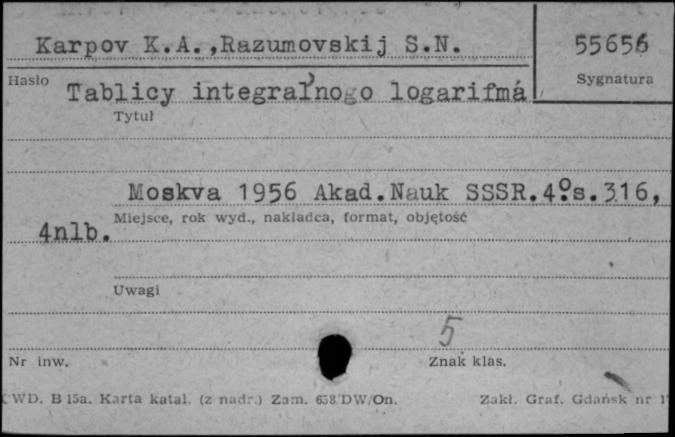 Karpov K.A.,Razumovskij S.N.
55656
Hasło
Sygnatura
Tablicy integral'nogo logarifmá
Tytuł
Moskva 1956 Akad.Nauk SSSR.4.º s.316,
Miejsce, rok wyd., nakładca, format, objętość
4nlb.
Uwagi
5
Nr inw.
Znak klas.
CWD. B 15a. Karta katal. (z nadr.) Zam. 658/DW/On.
Zakł. Graf. Gdańsk nr 1